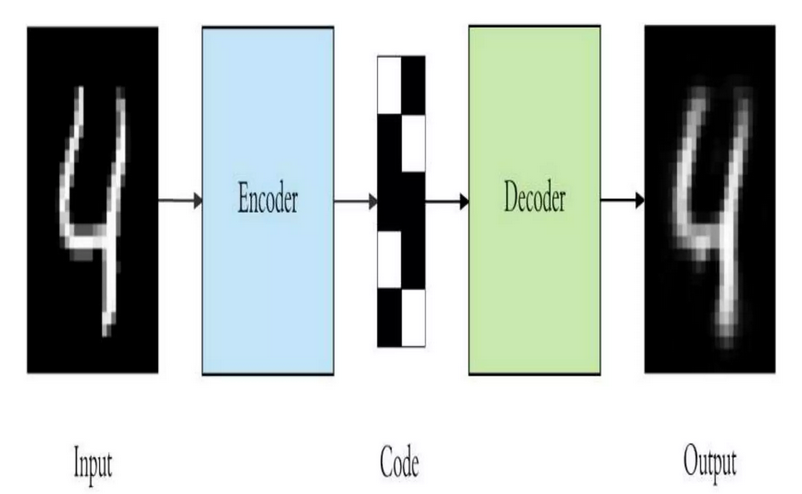 Encoder
Decoder
Input
Code
Output